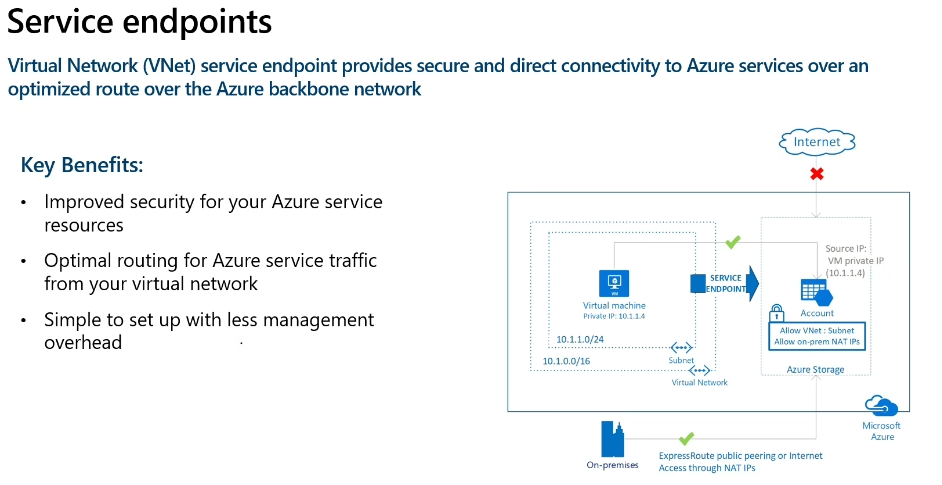 Service endpoints
Virtual Network (VNet) service endpoint provides secure and direct connectivity to Azure services over an
optimized route over the Azure backbone network
Key Benefits:
• Improved security for your Azure service
resources
• Optimal routing for Azure service traffic
from your virtual network
• Simple to set up with less management
overhead
Internet
Source IP:
VM private IP
(10.1.1.4)
VM
Virtual machine
Private IP: 10.1.1.4
SERVICE
ENDPOINT
Account
Allow VNet : Subnet
Allow on-prem NAT IPs
10.1.1.0/24
Subnet
10.1.0.0/16
Virtual Network
Azure Storage
Microsoft
Azure
On-premises
ExpressRoute public peering or Internet
Access through NAT IPs